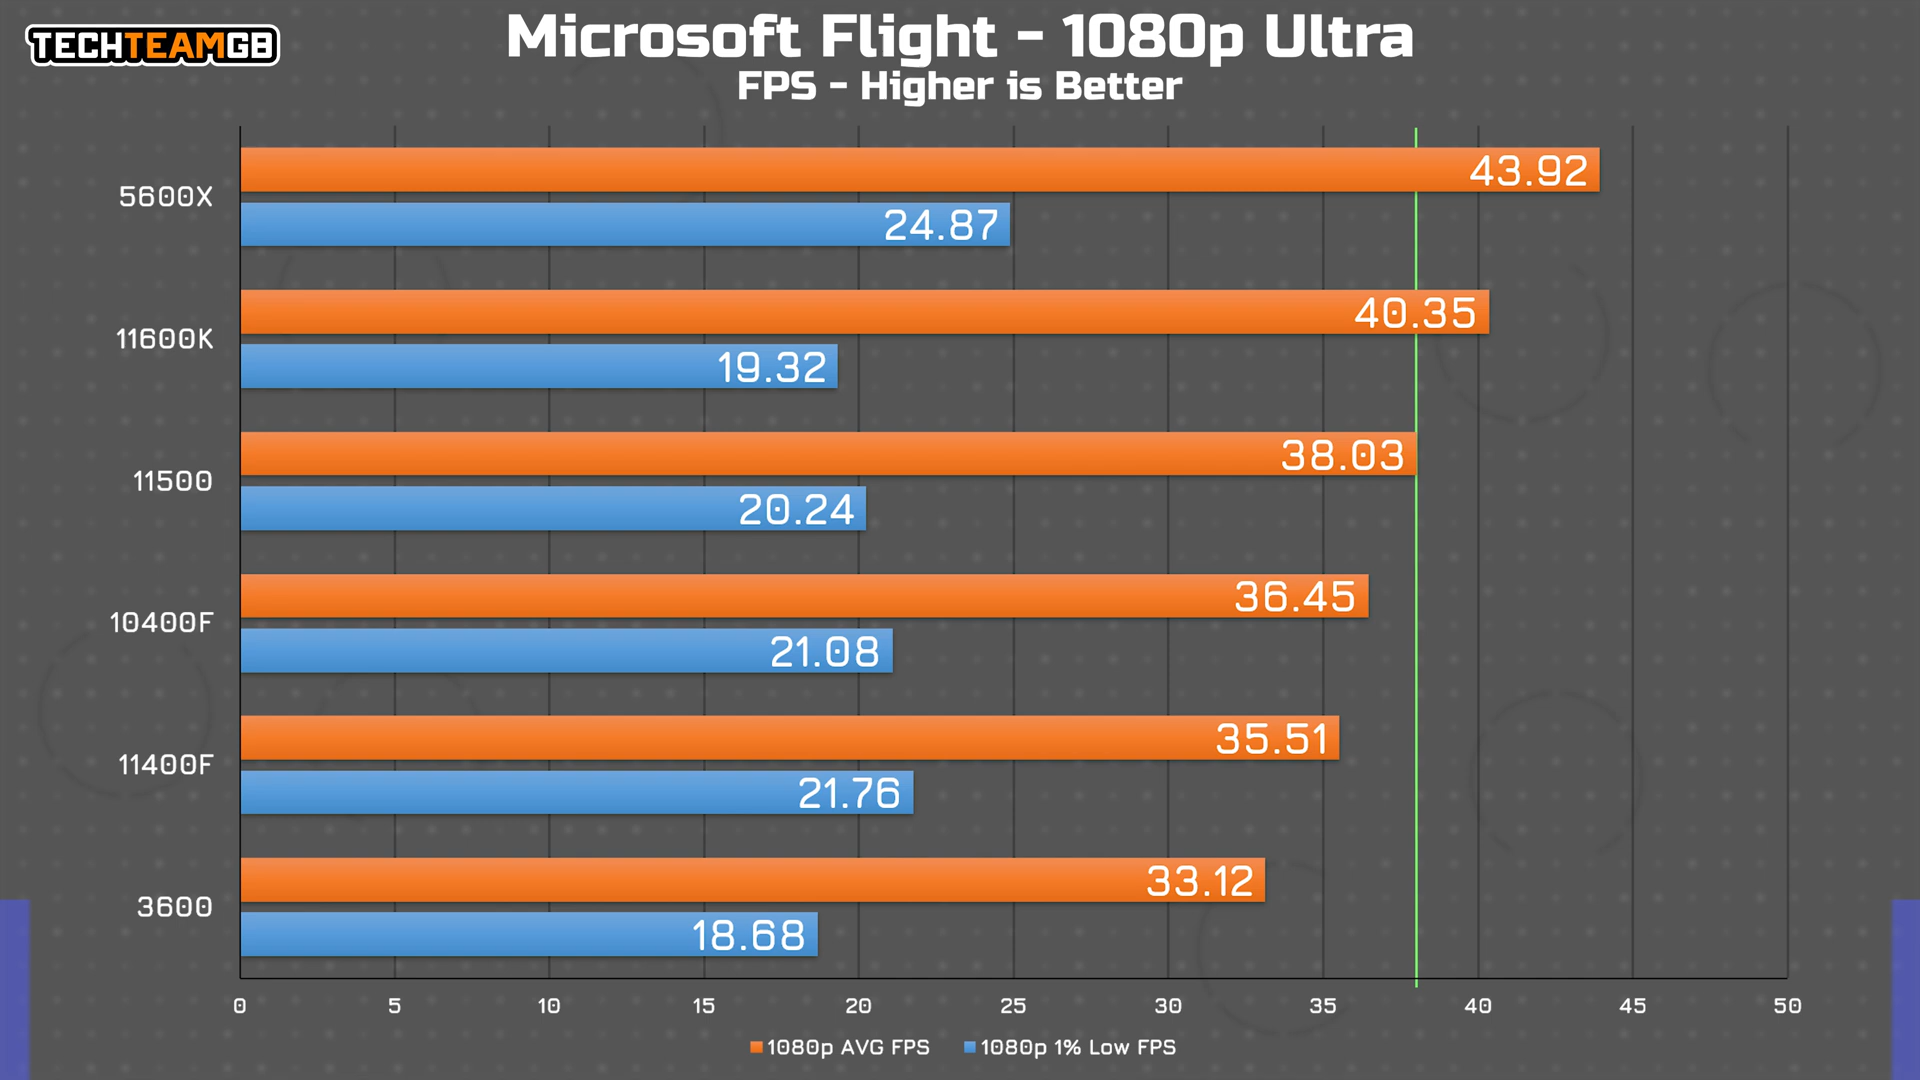 TECHTEAMGB
Microsoft Flight - 1080p Ultra
FPS - Higher is Better
5600X
43.92
24.87
11600K
40.35
19.32
11500
38.03
20.24
10400F
36.45
21.08
11400F
35.51
21.76
3600
33.12
18.68
0 5 10 15 20 25 30 35 40 45 50
1080p AVG FPS 1080p 1% Low FPS